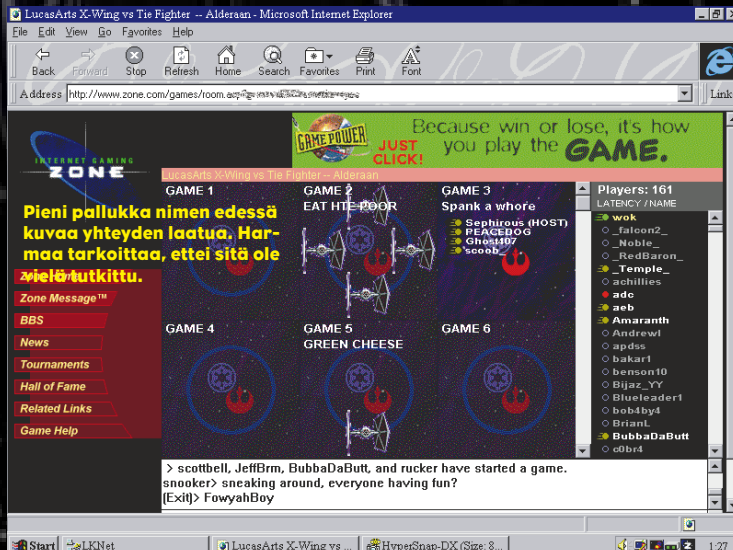 LucasArts X-Wing vs Tie Fighter -- Alderaan - Microsoft Internet Explorer
File Edit View Go Favorites Help
Back Forward Stop Refresh Home Search Favorites Print Font
Address http://www.zone.com/games/room.
Link
INTERNET GAMING
ZONE
GAME POWER
JUST
CLICK!
Because win or lose, it's how
you play the GAME.
LucasArts X-Wing vs Tie Fighter -- Alderaan
Pieni pallukka nimen edessä
kuvaa yhteyden laatua. Har-
maa tarkoittaa, ettei sitä ole
vielä tutkittu.
Zone Home
Zone Message™
BBS
News
Tournaments
Hall of Fame
Related Links
Game Help
GAME 1
GAME 2
EAT HTE POOR
GAME 3
Spank a whore
Sephirous (HOST)
PEACEDOG
Ghost407
scoob_
GAME 4
GAME 5
GREEN CHEESE
GAME 6
Players: 161
LATENCY / NAME
wok
_falcon2_
_Noble_
_RedBaron_
_Temple_
achillies
adc
aeb
Amaranth
Andrewl
apdss
bakar1
benson10
Bijaz_YY
Blueleader1
bob4by4
BrianL
BubbaDaButt
c0br4
> scottbell, JeffBrm, BubbaDaButt, and rucker have started a game.
snooker> sneaking around, everyone having fun?
(Exit)> FowyahBoy
Start LKNet LucasArts X-Wing vs ... HyperSnap-DX (Size: 8... 1:27